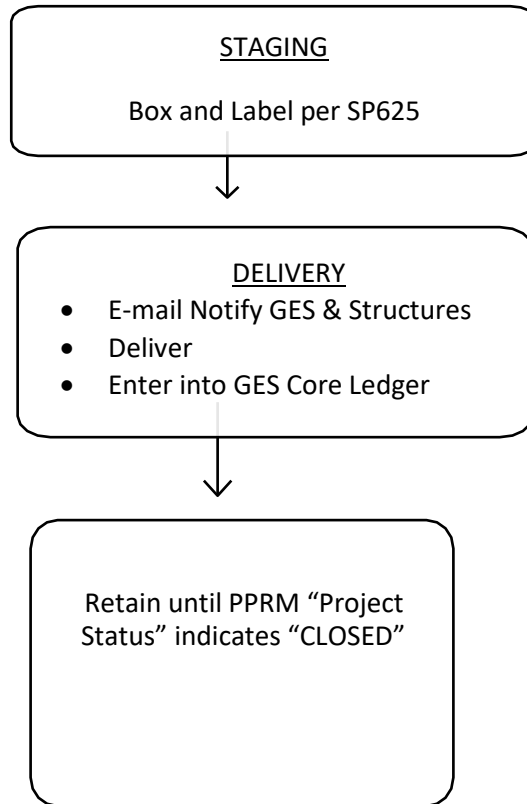 STAGING
Box and Label per SP625
DELIVERY
• E-mail Notify GES & Structures
• Deliver
• Enter into GES Core Ledger
Retain until PPRM “Project
Status” indicates “CLOSED”